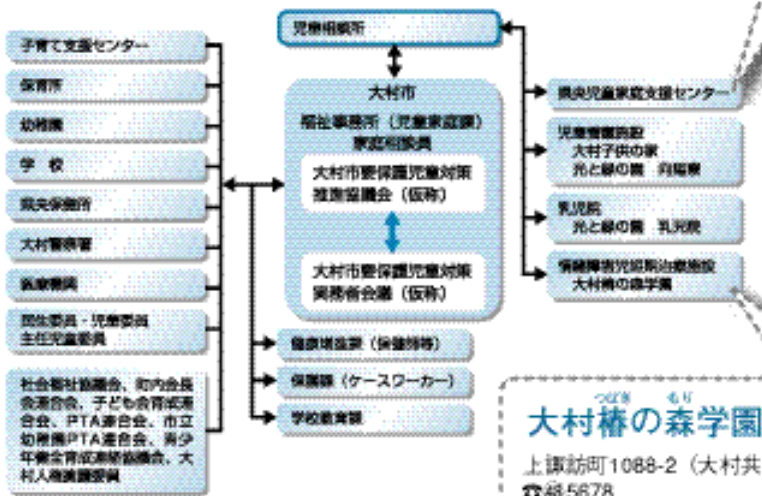 児童相談所
子育て支援センター
保育所
幼稚園
学 校
県央保健所
大村警察署
医療機関
民生委員・児童委員
主任児童委員
社会福祉協議会、町内会長
会連合会、子ども会育成連
合会、PTA連合会、市立
幼稚園PTA連合会、青少
年健全育成連絡協議会、大
村人権擁護委員
大村市
福祉事務所(児童家庭課)
家庭相談員
大村市要保護児童対策
推進協議会(仮称)
大村市要保護児童対策
実務者会議(仮称)
健康増進課(保健師等)
保護課(ケースワーカー)
学校教育課
県央児童家庭支援センター
児童養護施設
大村子供の家
光と緑の園 向陽寮
乳児院
光と緑の園 乳児院
情緒障害児短期治療施設
大村椿の森学園
つばき もり
大村椿の森学園
上諏訪町1088-2(大村共
5678